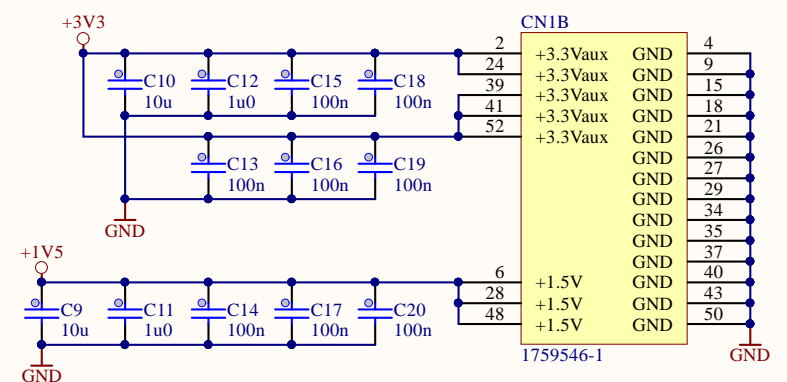 +3V3
CN1B
2 +3.3Vaux GND 4
24 +3.3Vaux GND 9
39 +3.3Vaux GND 15
41 +3.3Vaux GND 18
52 +3.3Vaux GND 21
GND 26
GND 27
GND 29
GND 34
GND 35
GND 37
6 +1.5V GND 40
28 +1.5V GND 43
48 +1.5V GND 50
C10 C12 C15 C18
10u 1u0 100n 100n
C13 C16 C19
100n 100n 100n
GND
+1V5
C9 C11 C14 C17 C20
10u 1u0 100n 100n 100n
GND
1759546-1
GND